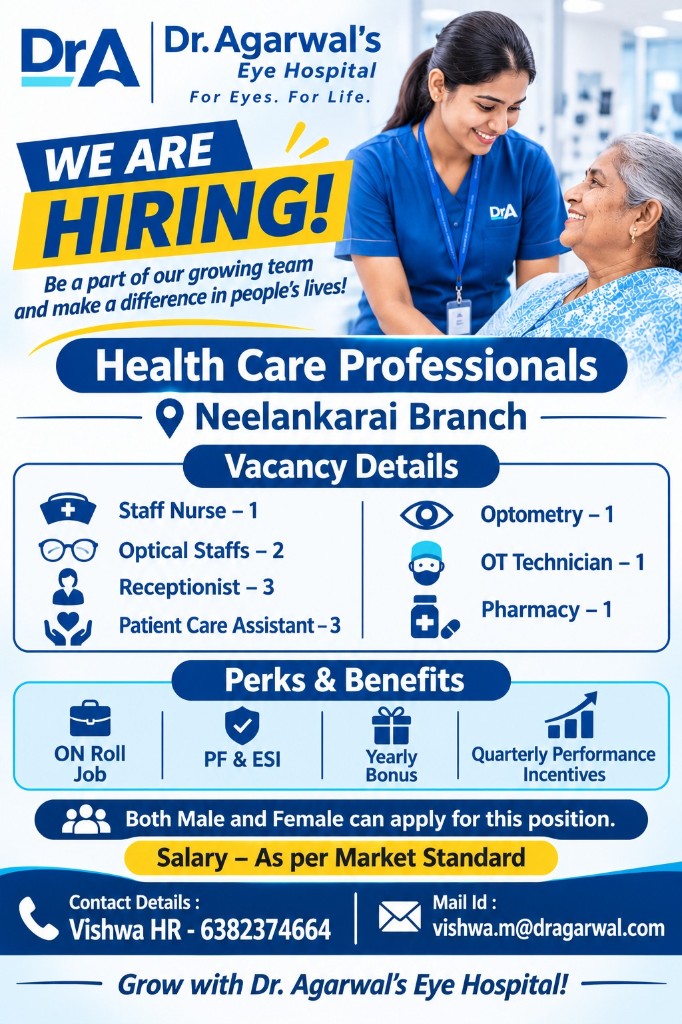 DrA
Dr. Agarwal's
Eye Hospital
For Eyes. For Life.
WE ARE
HIRING!
Be a part of our growing team
and make a difference in people's lives!
DrA
Health Care Professionals
Neelankarai Branch
Vacancy Details
Staff Nurse – 1
Optical Staffs – 2
Receptionist – 3
Patient Care Assistant – 3
Optometry – 1
OT Technician – 1
Pharmacy – 1
Perks & Benefits
ON Roll
Job
PF & ESI
Yearly
Bonus
Quarterly Performance
Incentives
Both Male and Female can apply for this position.
Salary – As per Market Standard
Contact Details :
Vishwa HR - 6382374664
Mail Id :
vishwa.m@dragarwal.com
Grow with Dr. Agarwal's Eye Hospital!